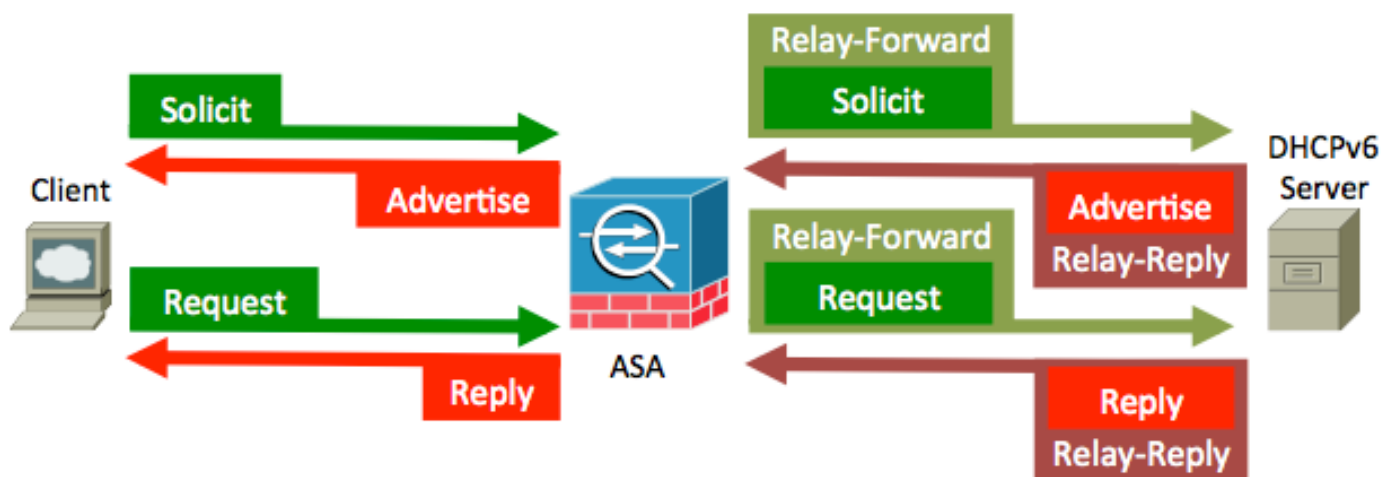 Relay-Forward
Solicit
Solicit
DHCPv6
Server
Client
Advertise
Advertise
Relay-Reply
Relay-Forward
Request
Request
ASA
Reply
Reply
Relay-Reply